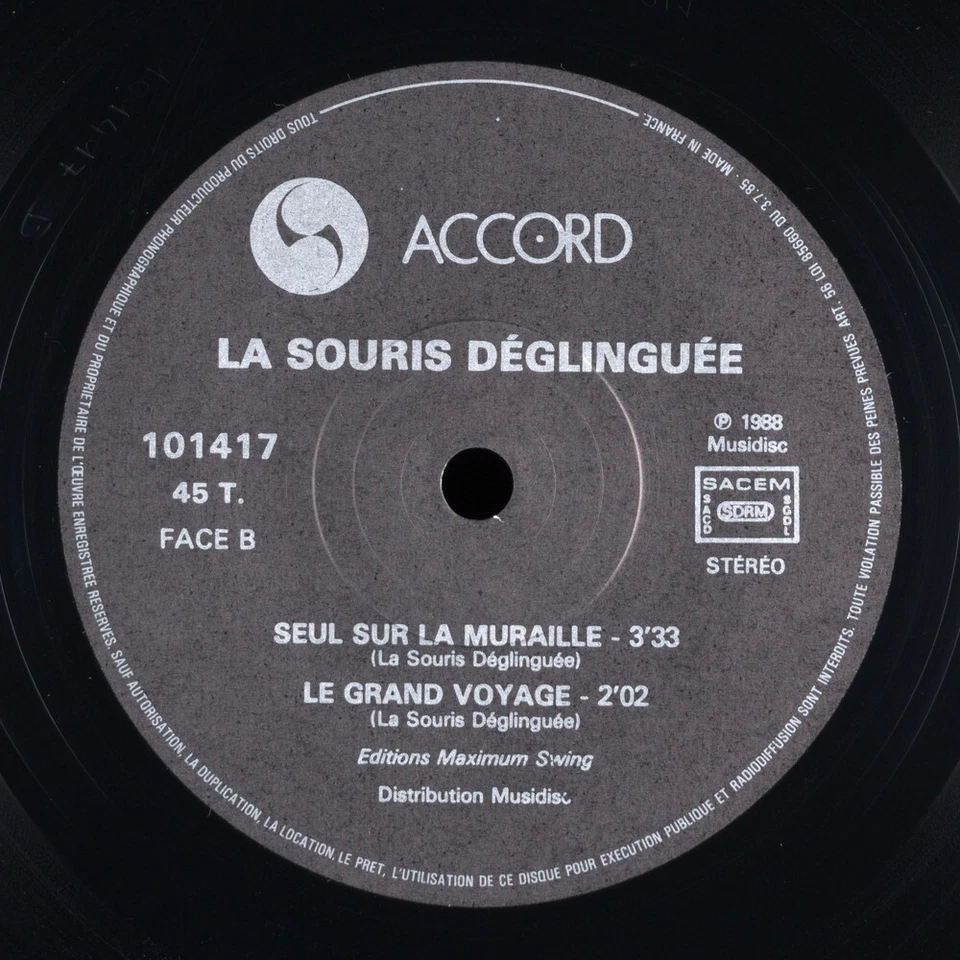 ACCORD
LA SOURIS DÉGLINGUÉE
101417
45 T.
FACE B
℗ 1988
Musidisc
SACEM
SACD
SDRM
SGDL
STÉRÉO
SEUL SUR LA MURAILLE - 3'33
(La Souris Déglinguée)
LE GRAND VOYAGE - 2'02
(La Souris Déglinguée)
Editions Maximum Swing
Distribution Musidisc
TOUS DROITS DU PRODUCTEUR PHONOGRAPHIQUE ET DU PROPRIETAIRE DE L'ŒUVRE ENREGISTREE RESERVES. SAUF AUTORISATION, LA DUPLICATION, LA LOCATION, LE PRET, L'UTILISATION DE CE DISQUE POUR EXECUTION PUBLIQUE ET RADIODIFFUSION SONT INTERDITS. TOUTE VIOLATION PASSIBLE DES PEINES PREVUES ART. 56 LOI 85660 DU 3.7.85 · MADE IN FRANCE.